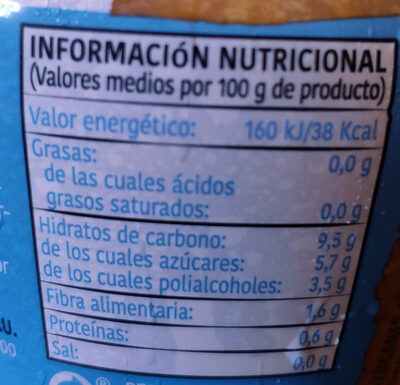 INFORMACIÓN NUTRICIONAL
(Valores medios por 100 g de producto)
Valor energético: 160 kJ/38 Kcal
Grasas: 0,0 g
de las cuales ácidos
grasos saturados: 0,0 g
Hidratos de carbono: 9,5 g
de los cuales azúcares: 5,7 g
de los cuales polialcoholes: 3,5 g
Fibra alimentaria: 1,6 g
Proteínas: 0,6 g
Sal: 0,0 g